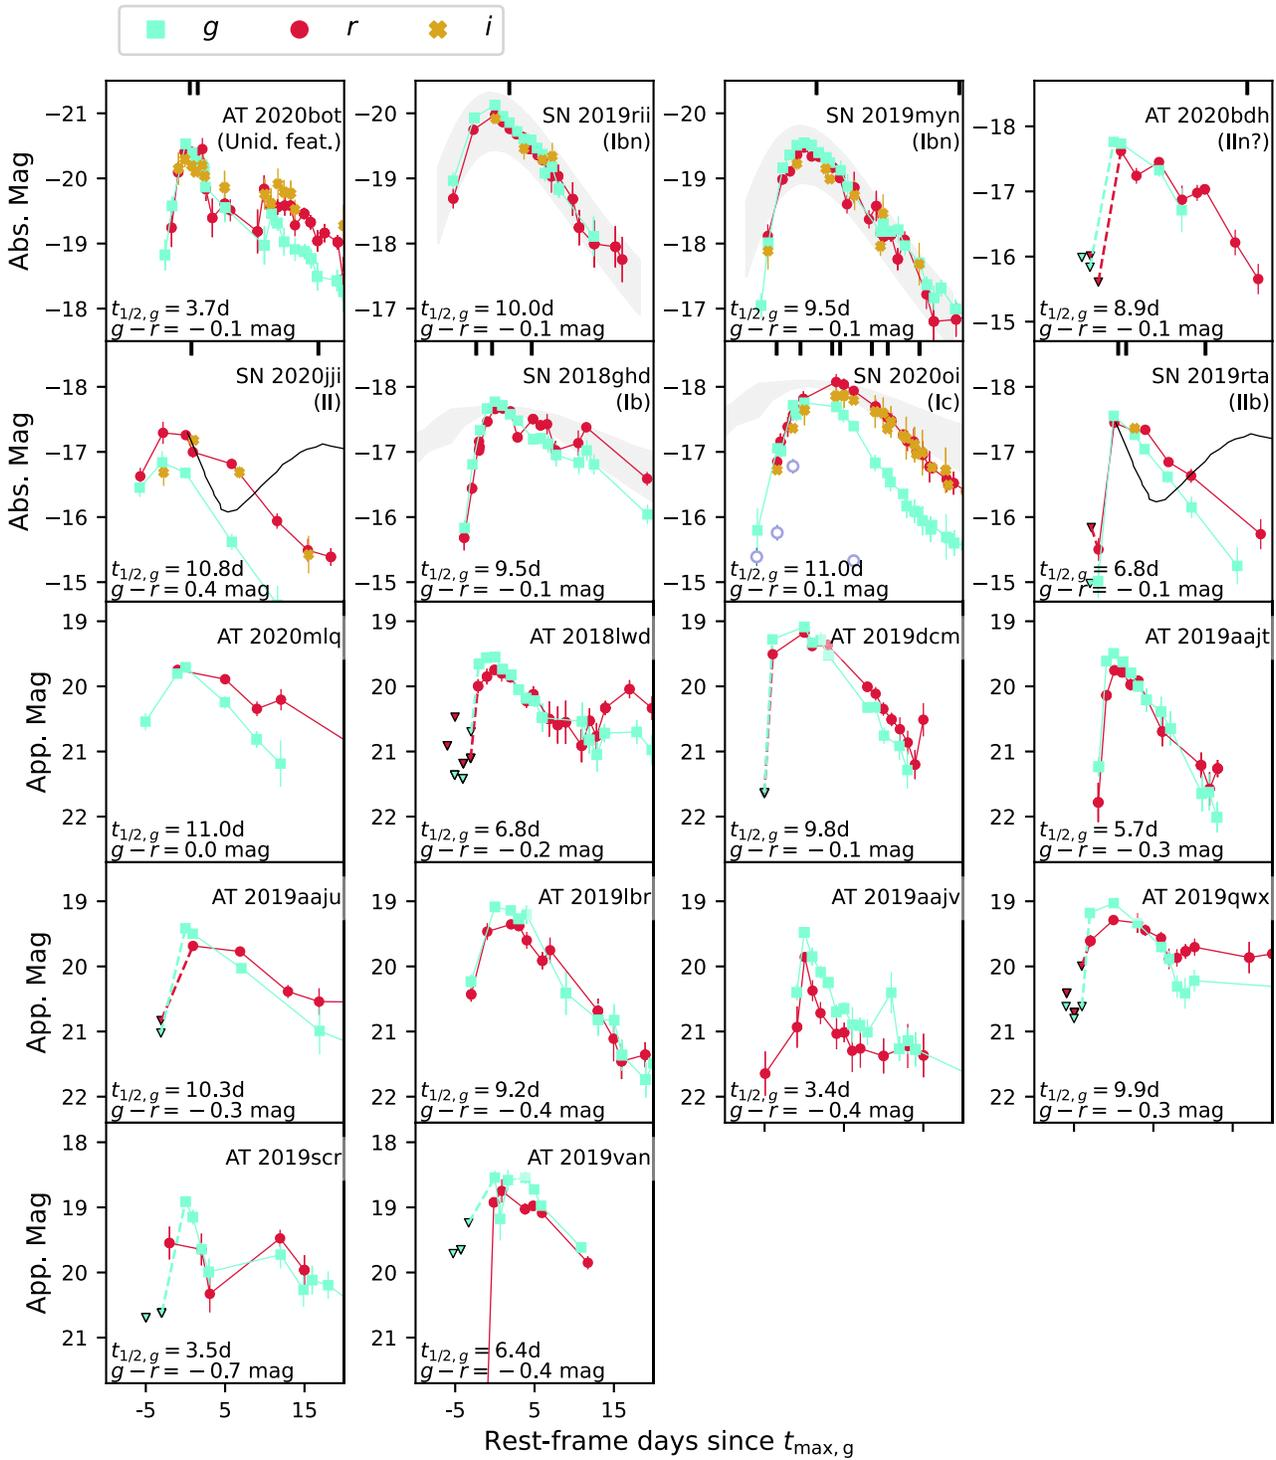 g r i
AT 2020bot
(Unid. feat.)
SN 2019rii
(Ibn)
SN 2019myn
(Ibn)
AT 2020bdh
(IIn?)
Abs. Mag
−21
−20
−19
−18
t1/2, g = 3.7d
g − r = −0.1 mag
−20
−19
−18
−17
t1/2, g = 10.0d
g − r = −0.1 mag
−20
−19
−18
−17
t1/2, g = 9.5d
g − r = −0.1 mag
−18
−17
−16
−15
t1/2, g = 8.9d
g − r = −0.1 mag
SN 2020jji
(II)
SN 2018ghd
(Ib)
SN 2020oi
(Ic)
SN 2019rta
(IIb)
Abs. Mag
−18
−17
−16
−15
t1/2, g = 10.8d
g − r = 0.4 mag
−18
−17
−16
−15
t1/2, g = 9.5d
g − r = −0.1 mag
−18
−17
−16
−15
t1/2, g = 11.0d
g − r = 0.1 mag
−18
−17
−16
−15
t1/2, g = 6.8d
g − r = −0.1 mag
AT 2020mlq
AT 2018lwd
AT 2019dcm
AT 2019aajt
App. Mag
19
20
21
22
t1/2, g = 11.0d
g − r = 0.0 mag
19
20
21
22
t1/2, g = 6.8d
g − r = −0.2 mag
19
20
21
22
t1/2, g = 9.8d
g − r = −0.1 mag
19
20
21
22
t1/2, g = 5.7d
g − r = −0.3 mag
AT 2019aaju
AT 2019lbr
AT 2019aajv
AT 2019qwx
App. Mag
19
20
21
22
t1/2, g = 10.3d
g − r = −0.3 mag
19
20
21
22
t1/2, g = 9.2d
g − r = −0.4 mag
19
20
21
22
t1/2, g = 3.4d
g − r = −0.4 mag
19
20
21
22
t1/2, g = 9.9d
g − r = −0.3 mag
AT 2019scr
AT 2019van
App. Mag
18
19
20
21
t1/2, g = 3.5d
g − r = −0.7 mag
18
19
20
21
t1/2, g = 6.4d
g − r = −0.4 mag
-5 5 15
-5 5 15
Rest-frame days since tmax, g